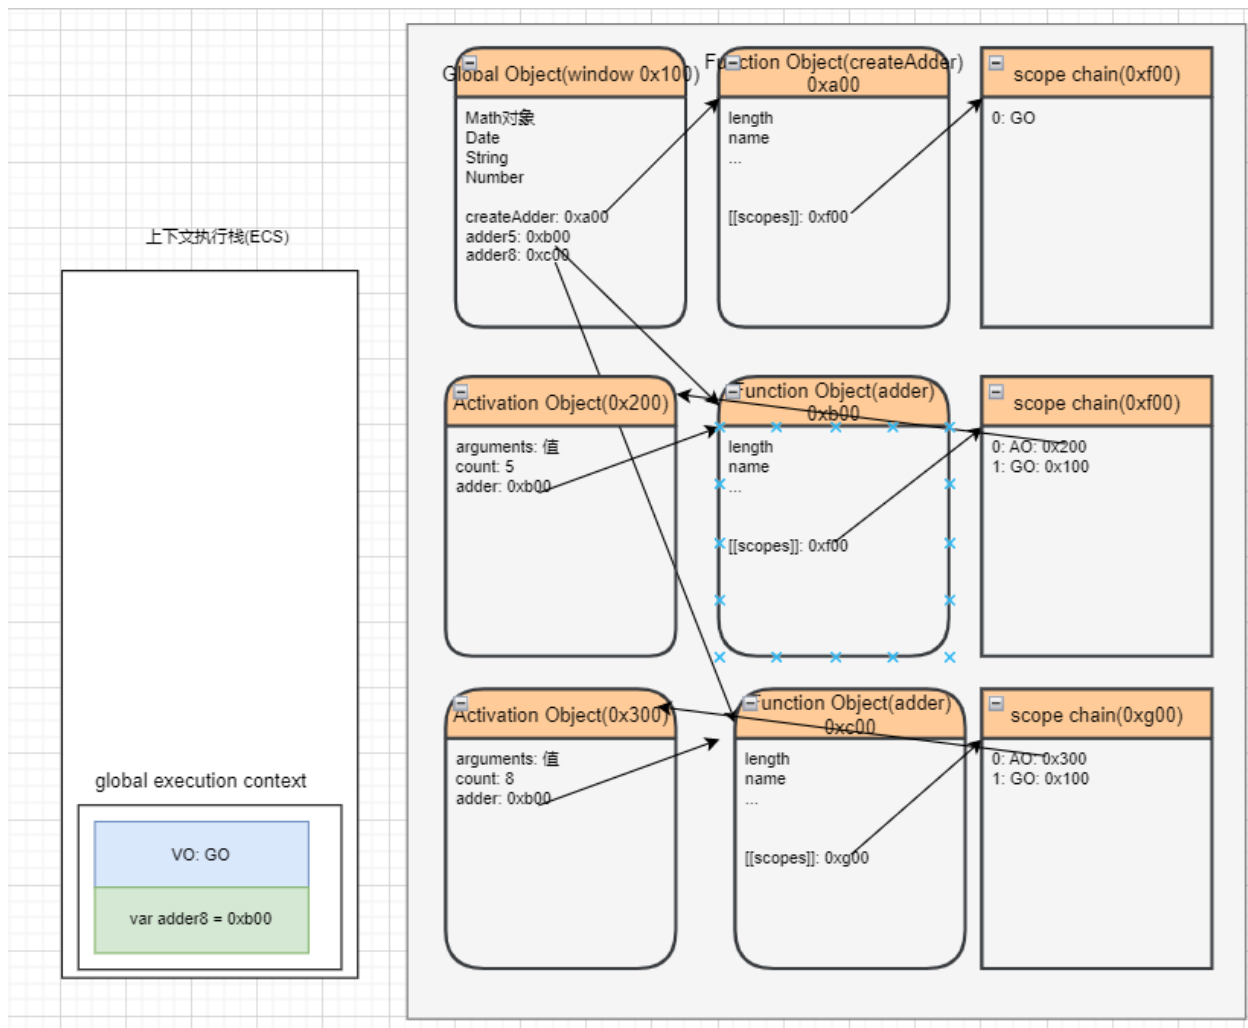 Global Object(window 0x100)
Math对象
Date
String
Number
createAdder: 0xa00
adder5: 0xb00
adder8: 0xc00
Function Object(createAdder)
0xa00
length
name
...
[[scopes]]: 0xf00
scope chain(0xf00)
0: GO
上下文执行栈(ECS)
Activation Object(0x200)
arguments: 值
count: 5
adder: 0xb00
Function Object(adder)
0xb00
length
name
...
[[scopes]]: 0xf00
scope chain(0xf00)
0: AO: 0x200
1: GO: 0x100
Activation Object(0x300)
arguments: 值
count: 8
adder: 0xb00
Function Object(adder)
0xc00
length
name
...
[[scopes]]: 0xg00
scope chain(0xg00)
0: AO: 0x300
1: GO: 0x100
global execution context
VO: GO
var adder8 = 0xb00